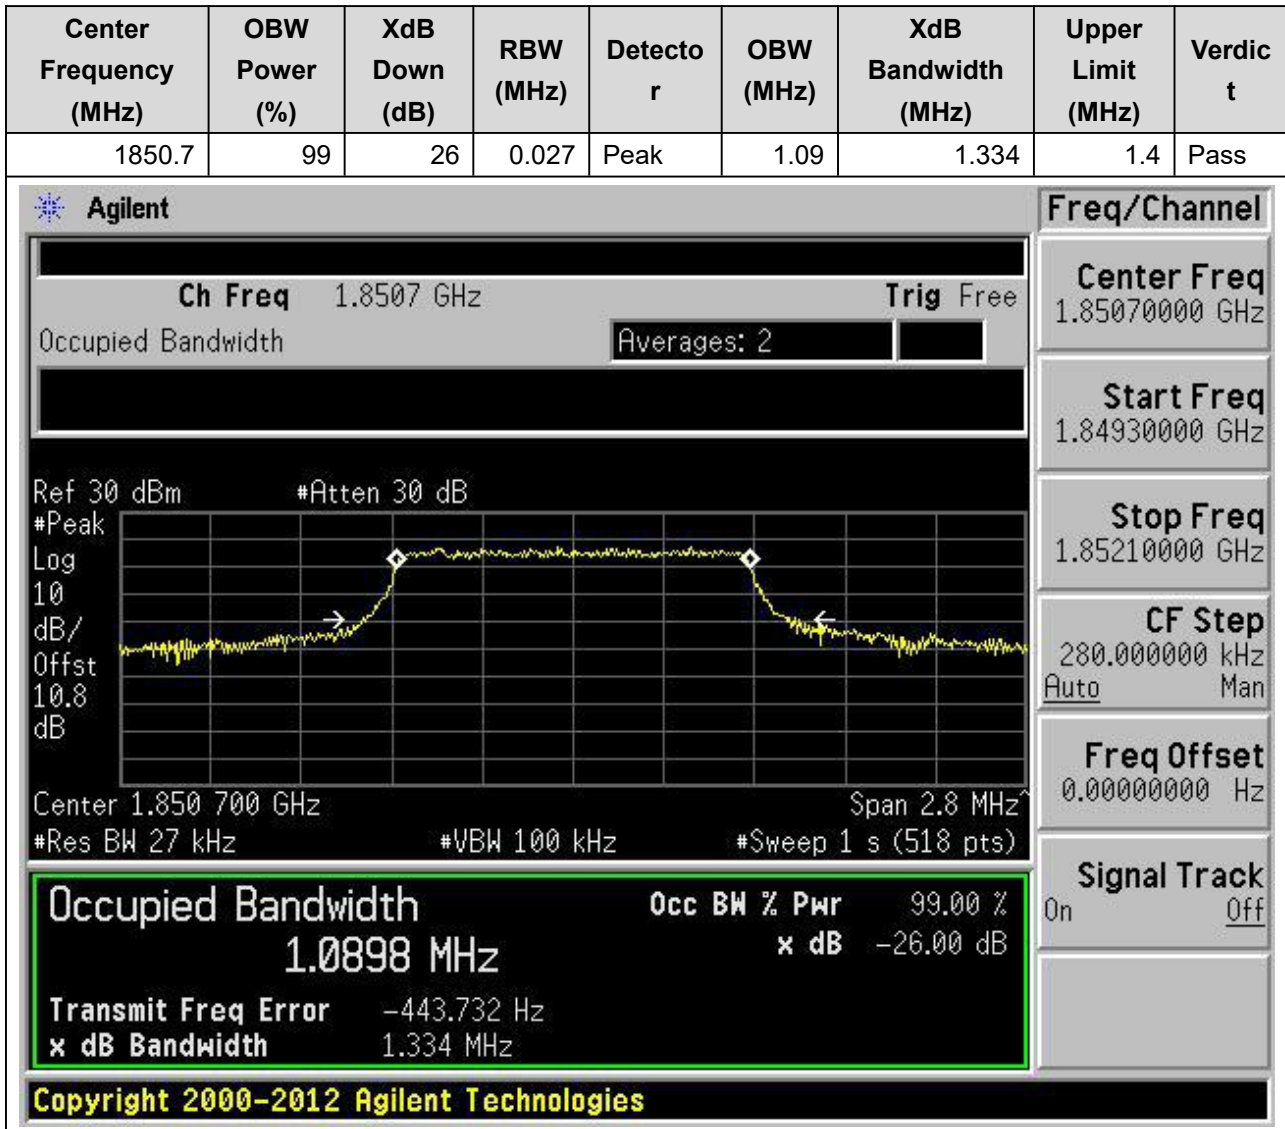 Center Frequency (MHz) OBW Power (%) XdB Down (dB) RBW (MHz) Detecto r OBW (MHz) XdB Bandwidth (MHz) Upper Limit (MHz) Verdic t
1850.7 99 26 0.027 Peak 1.09 1.334 1.4 Pass
Agilent
Freq/Channel
Ch Freq 1.8507 GHz Trig Free
Occupied Bandwidth Averages: 2
Center Freq
1.85070000 GHz
Start Freq
1.84930000 GHz
Stop Freq
1.85210000 GHz
CF Step
280.000000 kHz
Auto Man
Freq Offset
0.00000000 Hz
Signal Track
On Off
Ref 30 dBm #Atten 30 dB
#Peak
Log
10
dB/
Offst
10.8
dB
Center 1.850 700 GHz Span 2.8 MHz^
#Res BW 27 kHz #VBW 100 kHz #Sweep 1 s (518 pts)
Occupied Bandwidth
1.0898 MHz
Occ BW % Pwr 99.00 %
x dB -26.00 dB
Transmit Freq Error -443.732 Hz
x dB Bandwidth 1.334 MHz
Copyright 2000-2012 Agilent Technologies